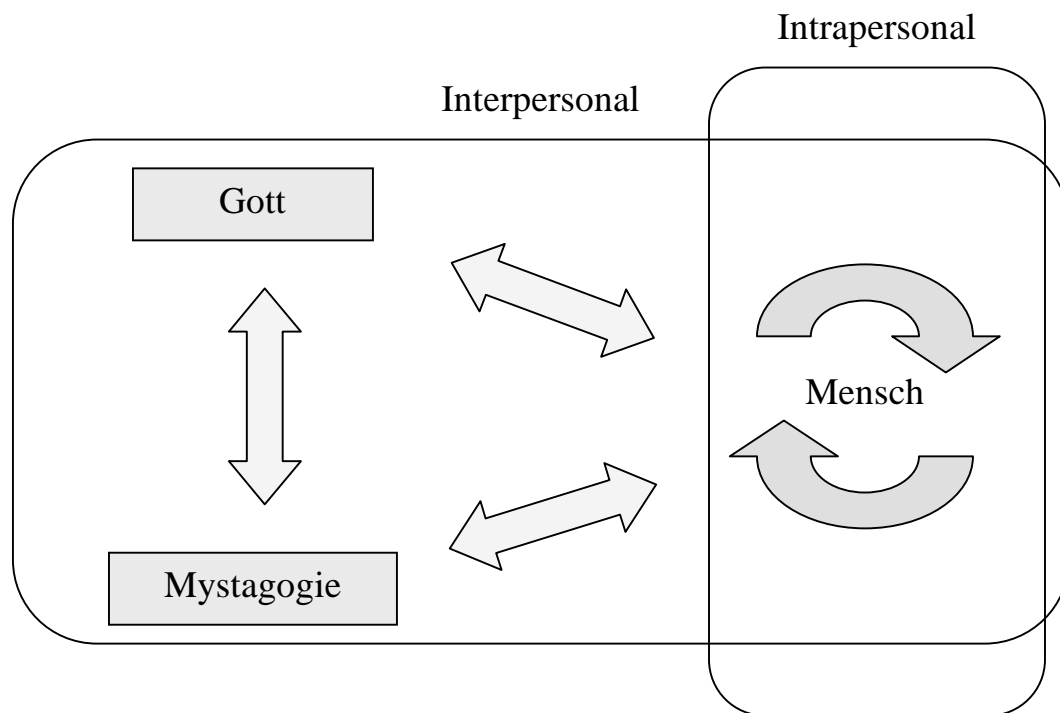 Intrapersonal
Interpersonal
Gott
Mensch
Mystagogie